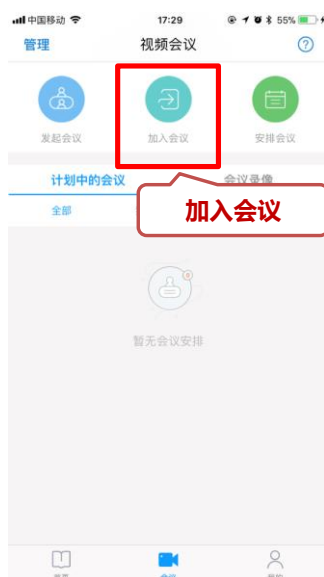 中国移动 17:29 55%
管理 视频会议 ?
发起会议 加入会议 安排会议
计划中的会议 会议录像
全部
加入会议
暂无会议安排